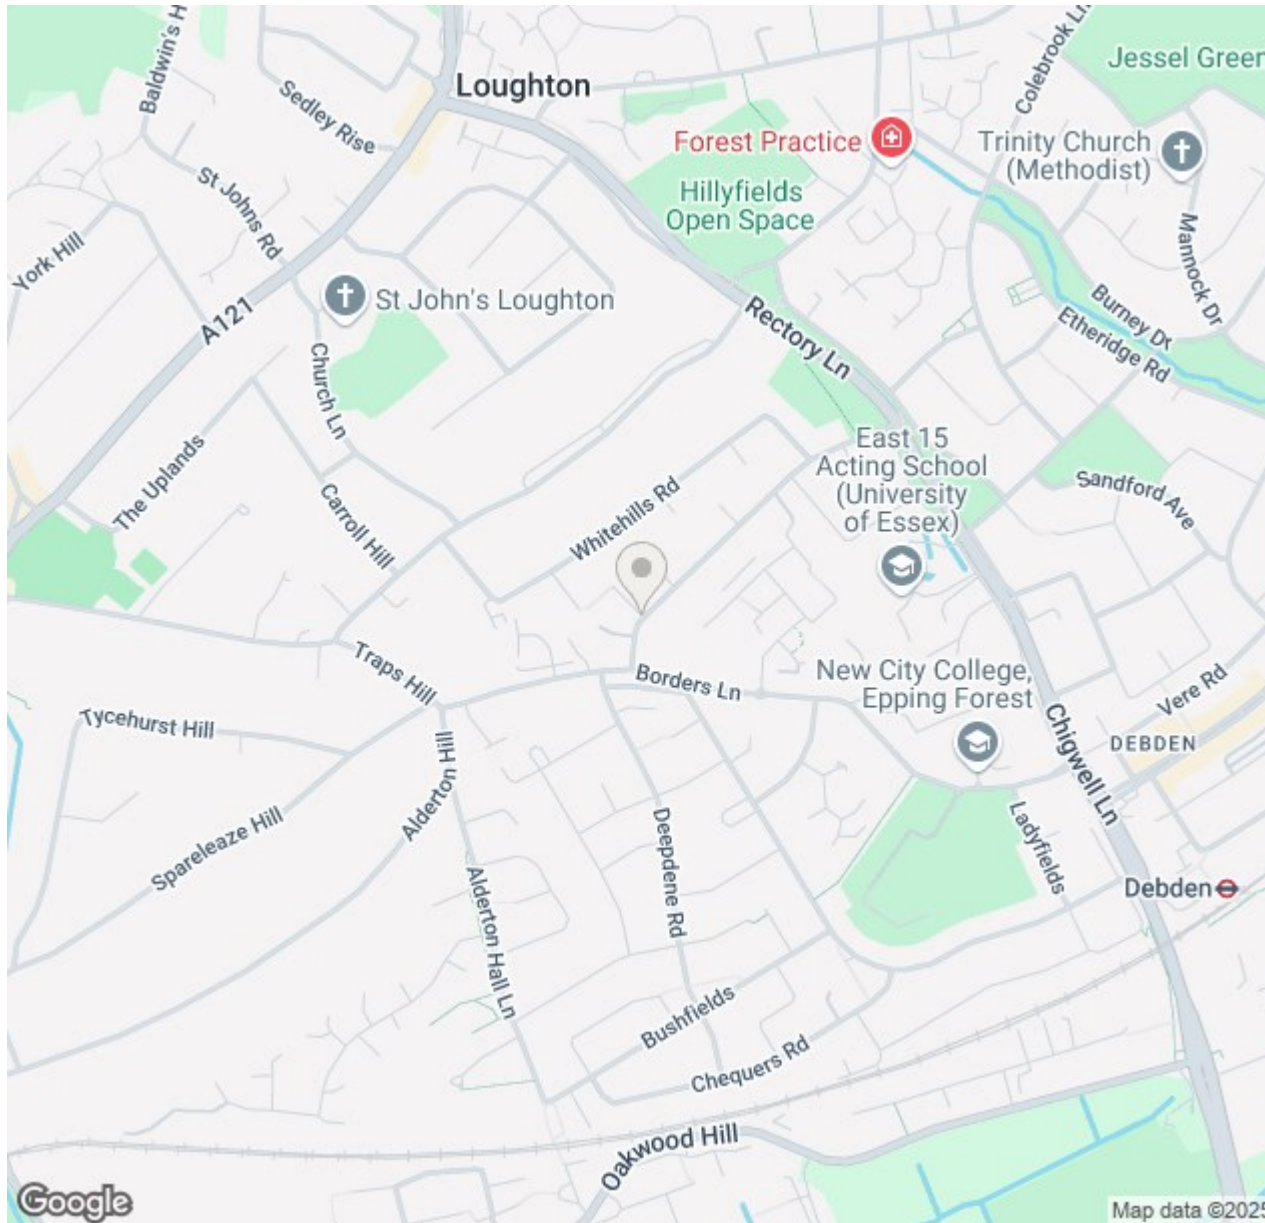 Baldwin's H
Sedley Rise
Loughton
Colebrook Ln
Jessel Green
Forest Practice
Trinity Church
(Methodist)
Hillyfields
Open Space
St Johns Rd
York Hill
A121
St John's Loughton
Mannock Dr
Burney Dr
Etheridge Rd
Rectory Ln
Church Ln
The Uplands
Carroll Hill
East 15
Acting School
(University
of Essex)
Sandford Ave
Whitehills Rd
Traps Hill
Borders Ln
New City College,
Epping Forest
Vere Rd
Tycehurst Hill
Alderton Hill
Chigwell Ln
DEBDEN
Spareleaze Hill
Deepdene Rd
Ladyfields
Alderton Hall Ln
Debden
Bushfields
Chequers Rd
Oakwood Hill
Google
Map data ©2025